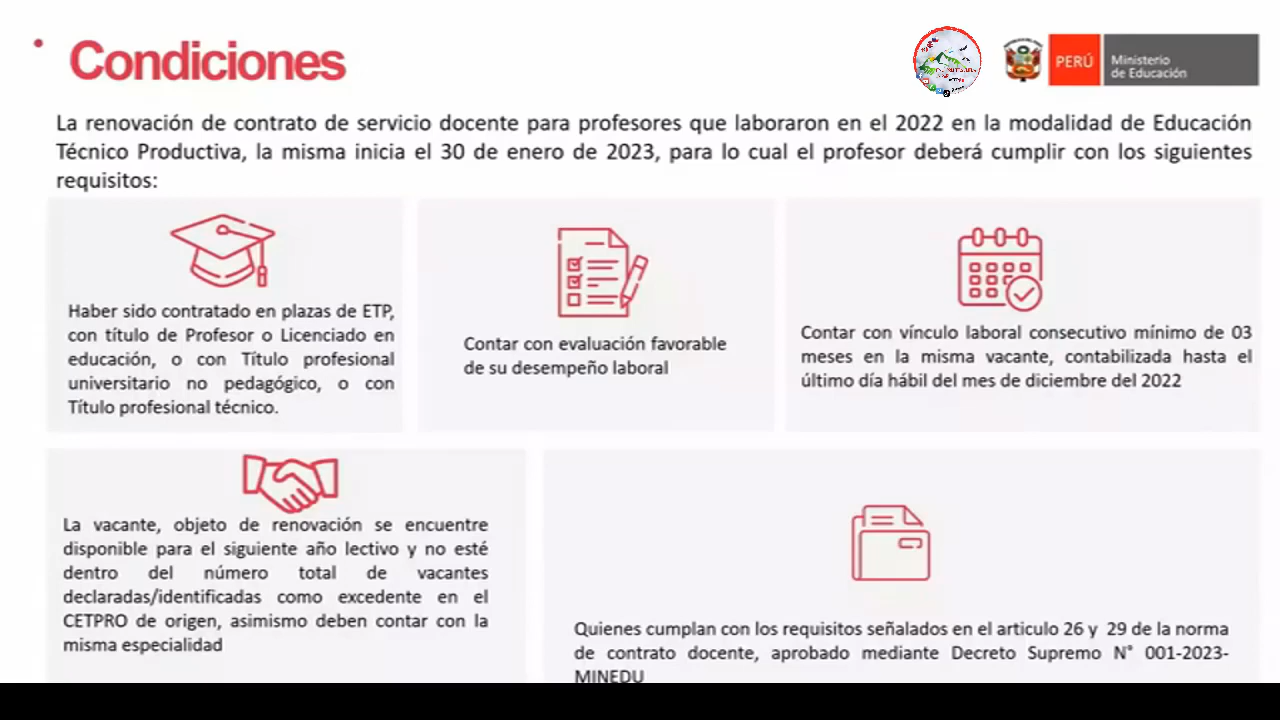 Condiciones
PERÚ
Ministerio
de Educación
La renovación de contrato de servicio docente para profesores que laboraron en el 2022 en la modalidad de Educación
Técnico Productiva, la misma inicia el 30 de enero de 2023, para lo cual el profesor deberá cumplir con los siguientes
requisitos:
Haber sido contratado en plazas de ETP,
con título de Profesor o Licenciado en
educación, o con Título profesional
universitario no pedagógico, o con
Título profesional técnico.
Contar con evaluación favorable
de su desempeño laboral
Contar con vínculo laboral consecutivo mínimo de 03
meses en la misma vacante, contabilizada hasta el
último día hábil del mes de diciembre del 2022
La vacante, objeto de renovación se encuentre
disponible para el siguiente año lectivo y no esté
dentro del número total de vacantes
declaradas/identificadas como excedente en el
CETPRO de origen, asimismo deben contar con la
misma especialidad
Quienes cumplan con los requisitos señalados en el articulo 26 y 29 de la norma
de contrato docente, aprobado mediante Decreto Supremo N° 001-2023-
MINEDU